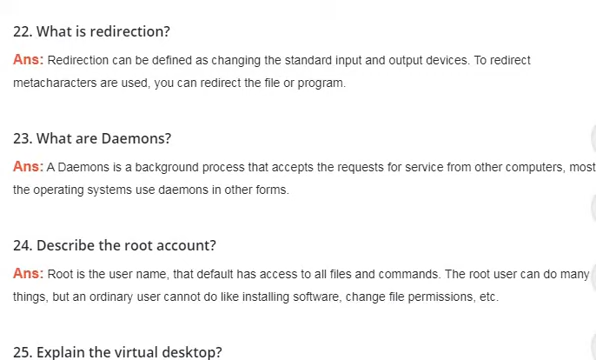 22. What is redirection?
Ans: Redirection can be defined as changing the standard input and output devices. To redirect
metacharacters are used, you can redirect the file or program.
23. What are Daemons?
Ans: A Daemons is a background process that accepts the requests for service from other computers, most
the operating systems use daemons in other forms.
24. Describe the root account?
Ans: Root is the user name, that default has access to all files and commands. The root user can do many
things, but an ordinary user cannot do like installing software, change file permissions, etc.
25. Explain the virtual desktop?